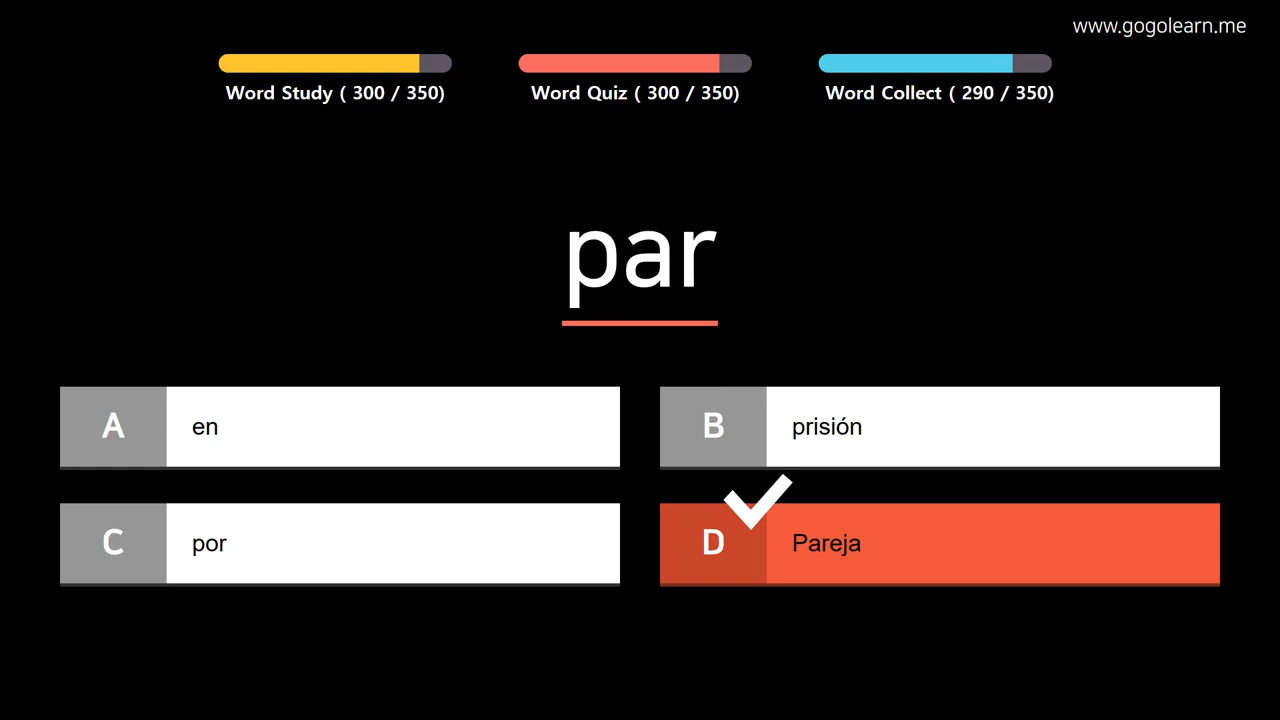 www.gogolearn.me
Word Study ( 300 / 350)
Word Quiz ( 300 / 350)
Word Collect ( 290 / 350)
par
A en
B prisión
C por
D Pareja